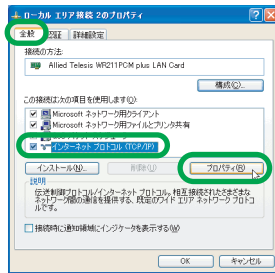 ローカル エリア接続 2のプロパティ
全般 認証 詳細設定
接続の方法:
Allied Telesis WR211PCM plus LAN Card
構成(C)...
この接続は次の項目を使用します(O):
Microsoft ネットワーク用クライアント
Microsoft ネットワーク用ファイルとプリンタ共有
インターネット プロトコル (TCP/IP)
インストール(N)... 削除(U) プロパティ(R)
説明
伝送制御プロトコル/インターネット プロトコル。相互接続されたさまざまな
ネットワーク間の通信を提供する、既定のワイド エリア ネットワーク プロトコ
ルです。
接続時に通知領域にインジケータを表示する(W)
OK キャンセル